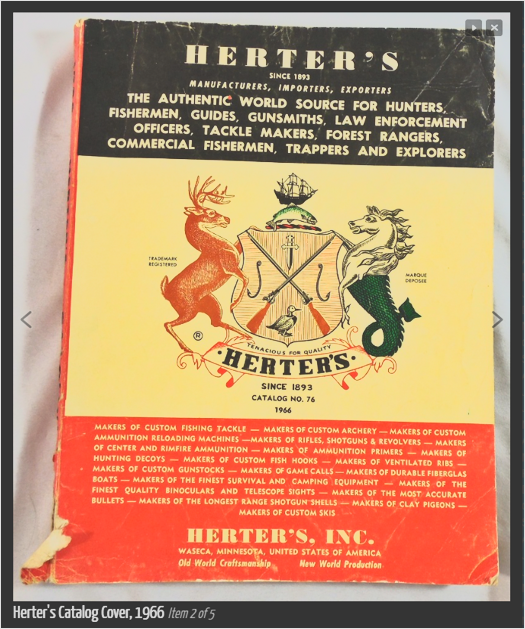 HERTER'S
SINCE 1893
MANUFACTURERS, IMPORTERS, EXPORTERS
THE AUTHENTIC WORLD SOURCE FOR HUNTERS,
FISHERMEN, GUIDES, GUNSMITHS, LAW ENFORCEMENT
OFFICERS, TACKLE MAKERS, FOREST RANGERS,
COMMERCIAL FISHERMEN, TRAPPERS AND EXPLORERS
TRADEMARK
REGISTERED
MARQUE
DEPOSEE
®
TENACIOUS FOR QUALITY
·HERTER'S·
SINCE 1893
CATALOG NO. 76
1966
MAKERS OF CUSTOM FISHING TACKLE — MAKERS OF CUSTOM ARCHERY — MAKERS OF CUSTOM
AMMUNITION RELOADING MACHINES —MAKERS OF RIFLES, SHOTGUNS & REVOLVERS — MAKERS
OF CENTER AND RIMFIRE AMMUNITION — MAKERS OF AMMUNITION PRIMERS — MAKERS OF
HUNTING DECOYS — MAKERS OF CUSTOM FISH HOOKS — MAKERS OF VENTILATED RIBS —
MAKERS OF CUSTOM GUNSTOCKS — MAKERS OF GAME CALLS — MAKERS OF DURABLE FIBERGLAS
BOATS — MAKERS OF THE FINEST SURVIVAL AND CAMPING EQUIPMENT — MAKERS OF THE
FINEST QUALITY BINOCULARS AND TELESCOPE SIGHTS — MAKERS OF THE MOST ACCURATE
BULLETS — MAKERS OF THE LONGEST RANGE SHOTGUN SHELLS — MAKERS OF CLAY PIGEONS —
MAKERS OF CUSTOM SKIS
HERTER'S, INC.
WASECA, MINNESOTA, UNITED STATES OF AMERICA
Old World Craftsmanship New World Production
Herter's Catalog Cover, 1966 Item 2 of 5